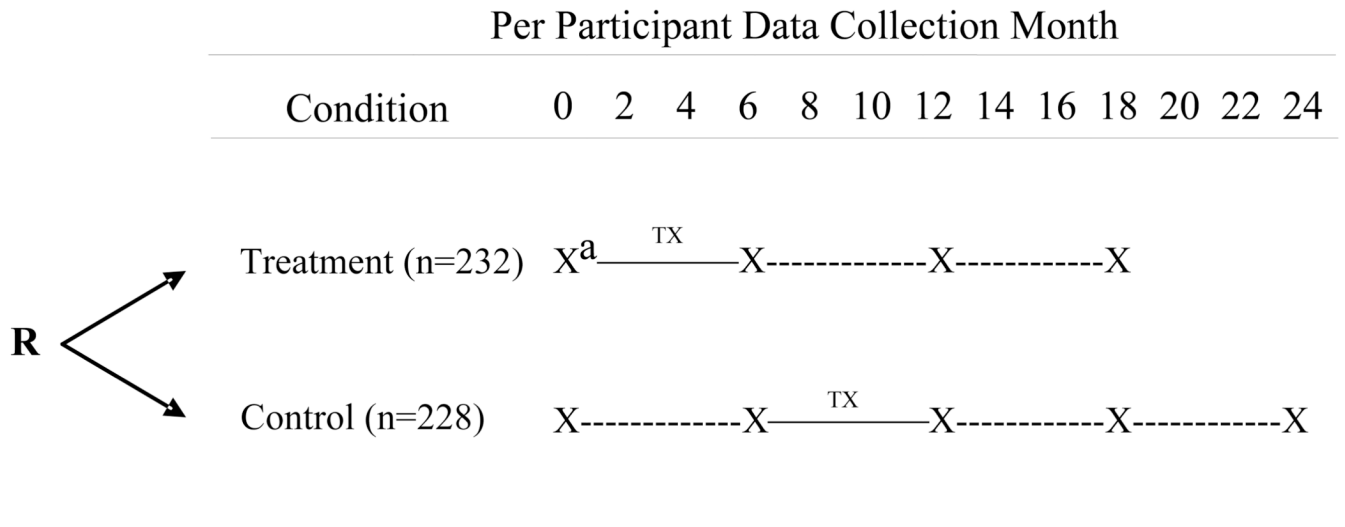 Per Participant Data Collection Month
Condition 0 2 4 6 8 10 12 14 16 18 20 22 24
TX
Treatment (n=232) Xa X------------- X------------ X
R
TX
Control (n=228) X------------- X X------------ X------------ X